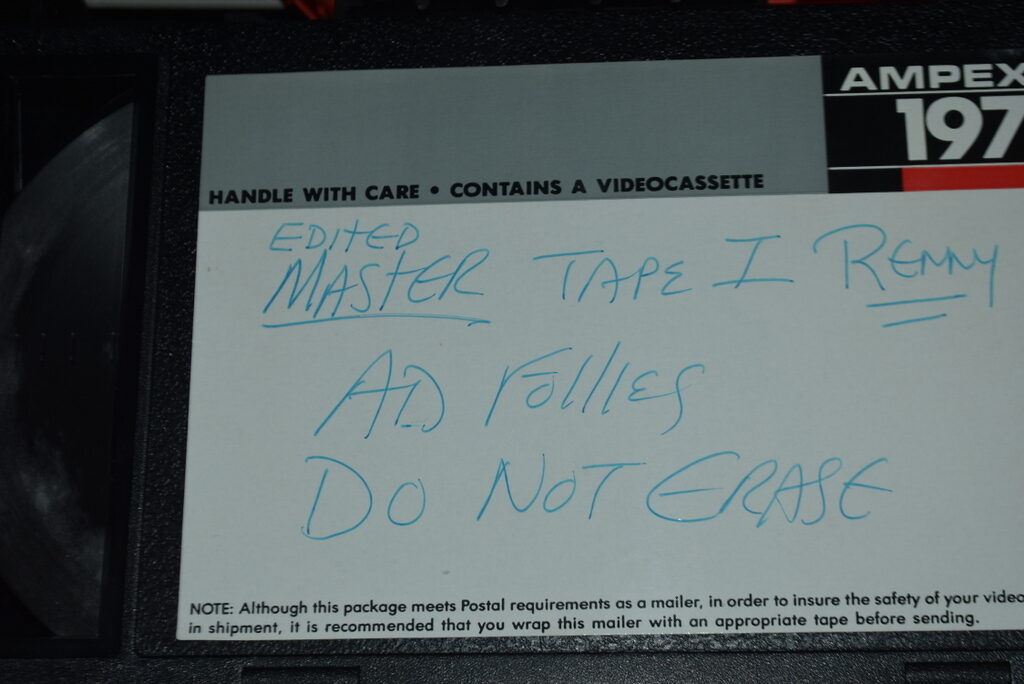 AMPEX
197
HANDLE WITH CARE • CONTAINS A VIDEOCASSETTE
EDITED
MASTER TAPE I RENNY
AD FOLLIES
DO NOT ERASE
NOTE: Although this package meets Postal requirements as a mailer, in order to insure the safety of your video
in shipment, it is recommended that you wrap this mailer with an appropriate tape before sending.